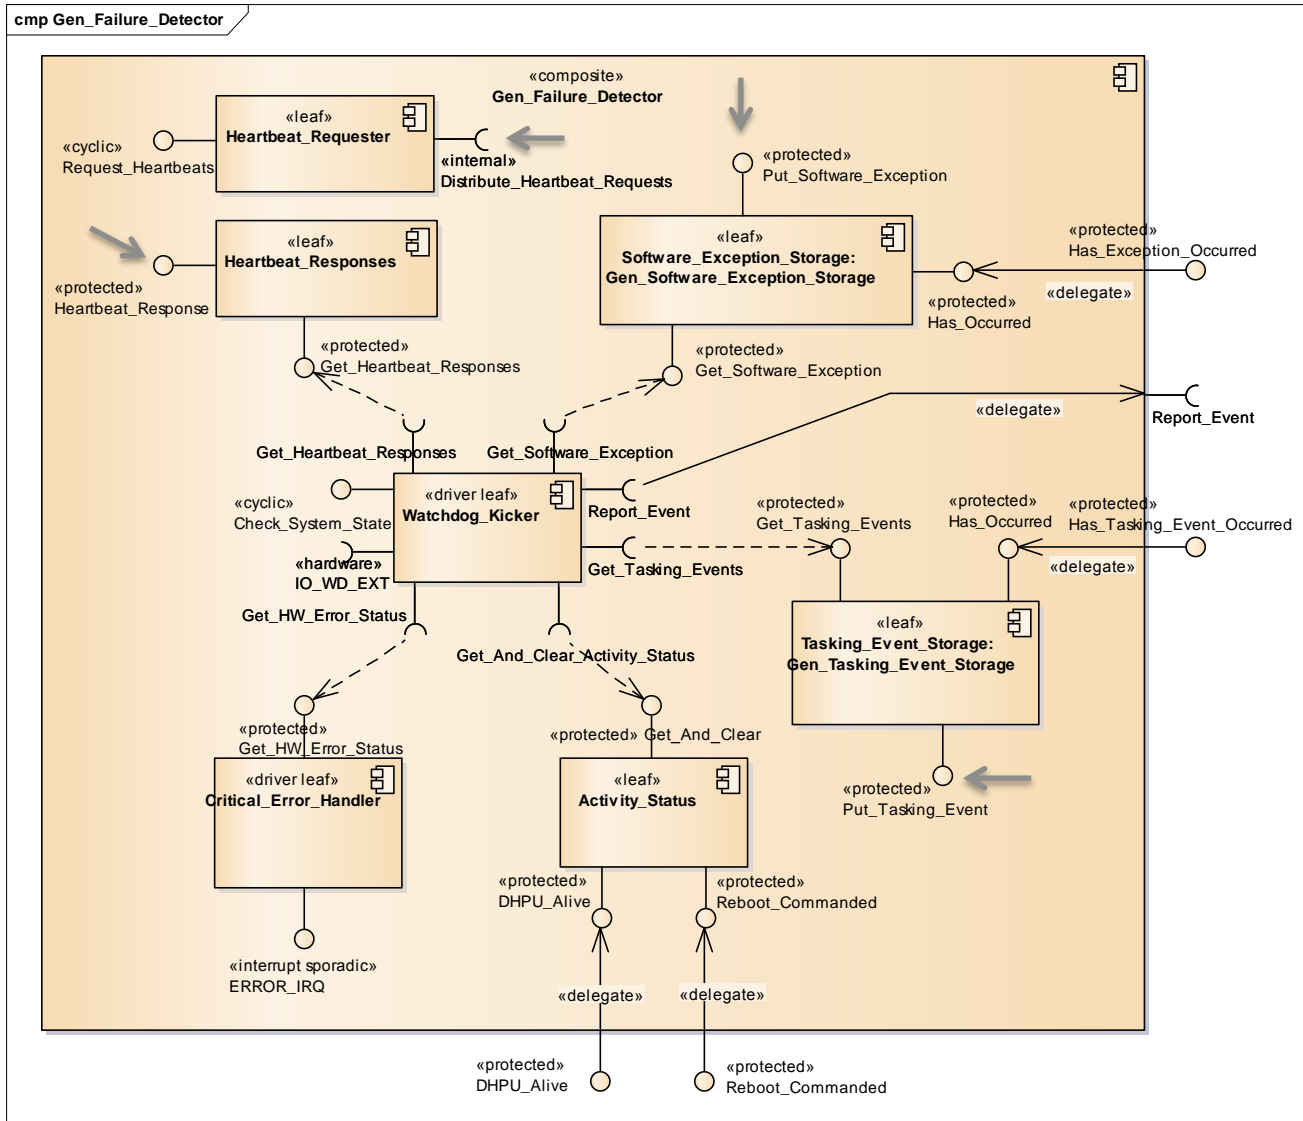 cmp Gen_Failure_Detector
«composite»
Gen_Failure_Detector
«leaf»
Heartbeat_Requester
«cyclic»
Request_Heartbeats
«internal»
Distribute_Heartbeat_Requests
«protected»
Put_Software_Exception
«leaf»
Heartbeat_Responses
«protected»
Heartbeat_Response
«leaf»
Software_Exception_Storage:
Gen_Software_Exception_Storage
«protected»
Has_Exception_Occurred
«delegate»
«protected»
Has_Occurred
«protected»
Get_Heartbeat_Responses
«protected»
Get_Software_Exception
«delegate»
Report_Event
Get_Heartbeat_Responses
Get_Software_Exception
«cyclic»
Check_System_State
«driver leaf»
Watchdog_Kicker
Report_Event
«protected»
Get_Tasking_Events
«protected»
Has_Occurred
«protected»
Has_Tasking_Event_Occurred
«delegate»
«hardware»
IO_WD_EXT
Get_Tasking_Events
Get_HW_Error_Status
Get_And_Clear_Activity_Status
«leaf»
Tasking_Event_Storage:
Gen_Tasking_Event_Storage
«protected»
Get_HW_Error_Status
«protected» Get_And_Clear
«driver leaf»
Critical_Error_Handler
«leaf»
Activity_Status
«protected»
Put_Tasking_Event
«protected»
DHPU_Alive
«protected»
Reboot_Commanded
«interrupt sporadic»
ERROR_IRQ
«delegate»
«delegate»
«protected»
DHPU_Alive
«protected»
Reboot_Commanded